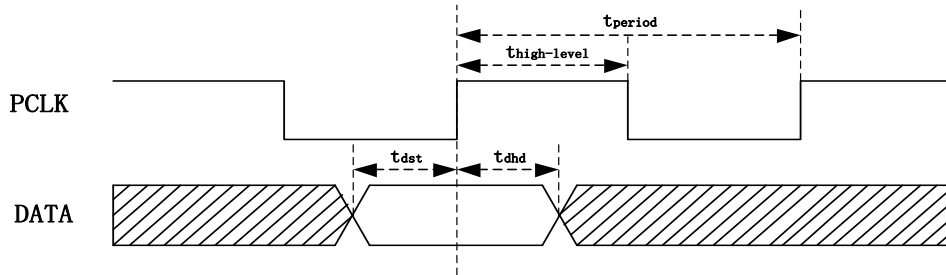 tperiod
thigh-level
PCLK
tdst
tdhd
DATA